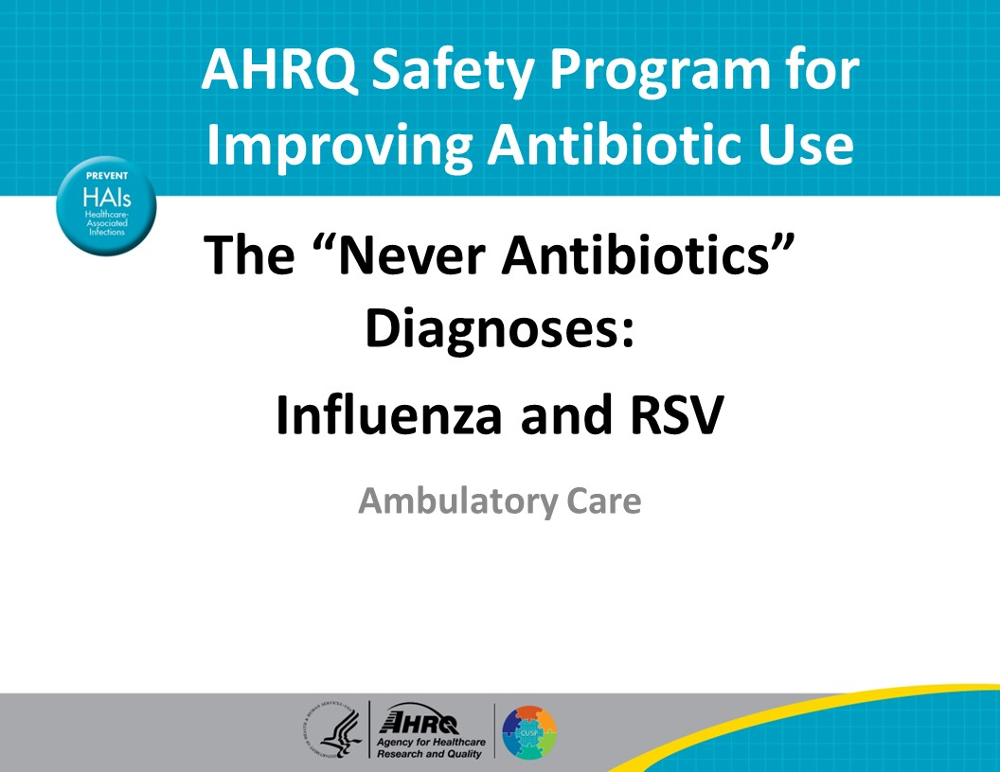 AHRQ Safety Program for
Improving Antibiotic Use
PREVENT
HAIs
Healthcare-
Associated
Infections
The “Never Antibiotics”
Diagnoses:
Influenza and RSV
Ambulatory Care
AHRQ
Agency for Healthcare
Research and Quality
CUSP